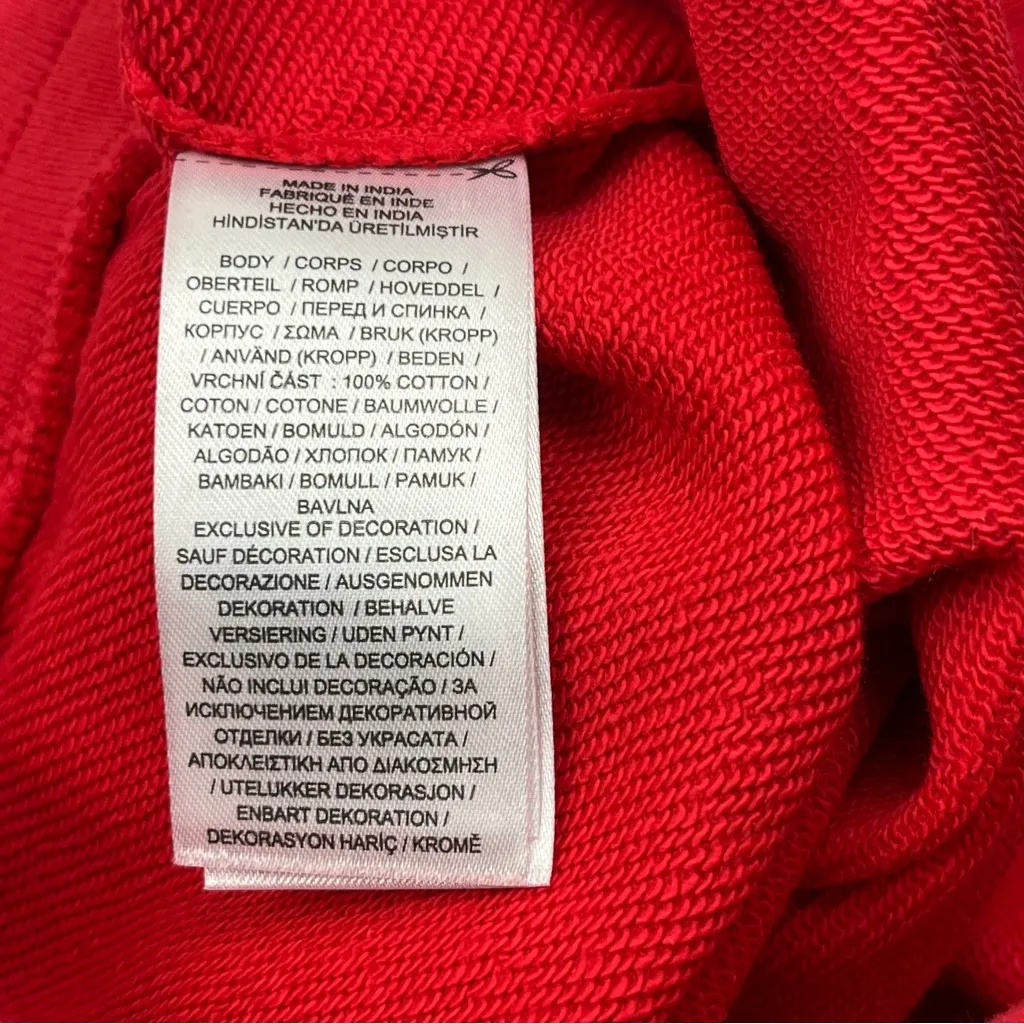 MADE IN INDIA
FABRIQUÉ EN INDE
HECHO EN INDIA
HİNDİSTAN'DA ÜRETİLMİŞTİR
BODY / CORPS / CORPO /
OBERTEIL / ROMP / HOVEDDEL /
CUERPO / ПЕРЕД И СПИНКА /
КОРПУС / ΣΩΜΑ / BRUK (KROPP)
/ ANVÄND (KROPP) / BEDEN /
VRCHNÍ ČÁST : 100% COTTON /
COTON / COTONE / BAUMWOLLE /
KATOEN / BOMULD / ALGODÓN /
ALGODÃO / ХЛОПОК / ПАМУК /
BAMBAKI / BOMULL / PAMUK /
BAVLNA
EXCLUSIVE OF DECORATION /
SAUF DÉCORATION / ESCLUSA LA
DECORAZIONE / AUSGENOMMEN
DEKORATION / BEHALVE
VERSIERING / UDEN PYNT /
EXCLUSIVO DE LA DECORACIÓN /
NÃO INCLUI DECORAÇÃO / ЗА
ИСКЛЮЧЕНИЕМ ДЕКОРАТИВНОЙ
ОТДЕЛКИ / БЕЗ УКРАСАТА /
ΑΠΟΚΛΕΙΣΤΙΚΗ ΑΠΟ ΔΙΑΚΟΣΜΗΣΗ
/ UTELUKKER DEKORASJON /
ENBART DEKORATION /
DEKORASYON HARİÇ / KROMĚ